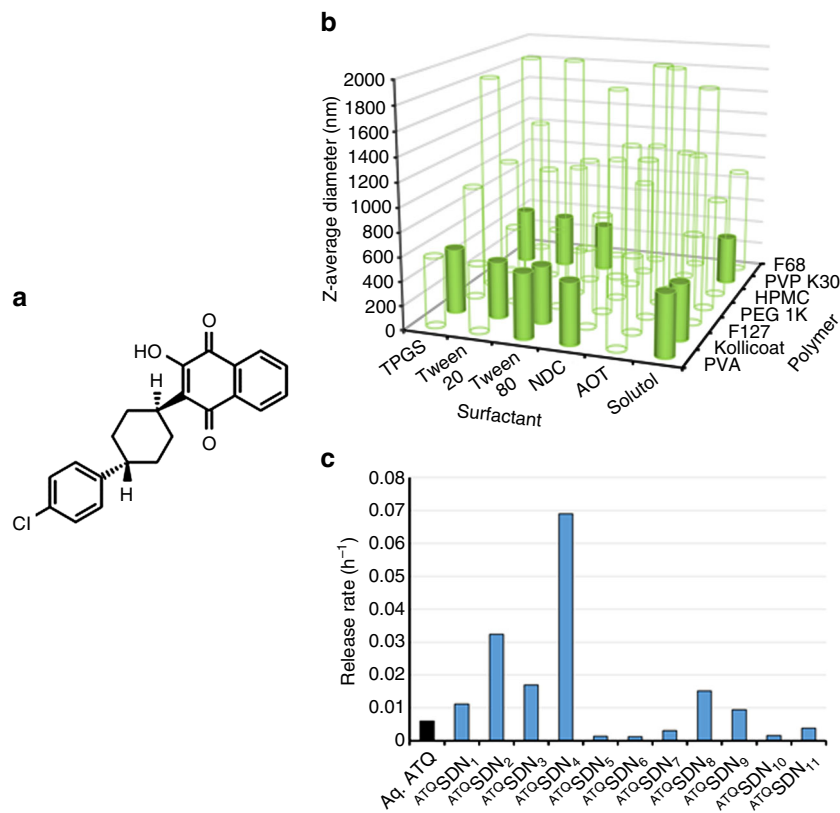 b
2000
1800
1600
1400
1200
1000
800
600
400
200
0
Z-average diameter (nm)
TPGS
Tween
20
Tween
80
NDC
AOT
Solutol
Surfactant
F68
PVP K30
HPMC
PEG 1K
F127
Kollicoat
PVA
Polymer
a
O
HO
H
O
H
Cl
c
0.08
0.07
0.06
0.05
0.04
0.03
0.02
0.01
0
Release rate (h⁻¹)
Aq. ATQ
ᴬᵀQSDN₁
ᴬᵀQSDN₂
ᴬᵀQSDN₃
ᴬᵀQSDN₄
ᴬᵀQSDN₅
ᴬᵀQSDN₆
ᴬᵀQSDN₇
ᴬᵀQSDN₈
ᴬᵀQSDN₉
ᴬᵀQSDN₁₀
ᴬᵀQSDN₁₁